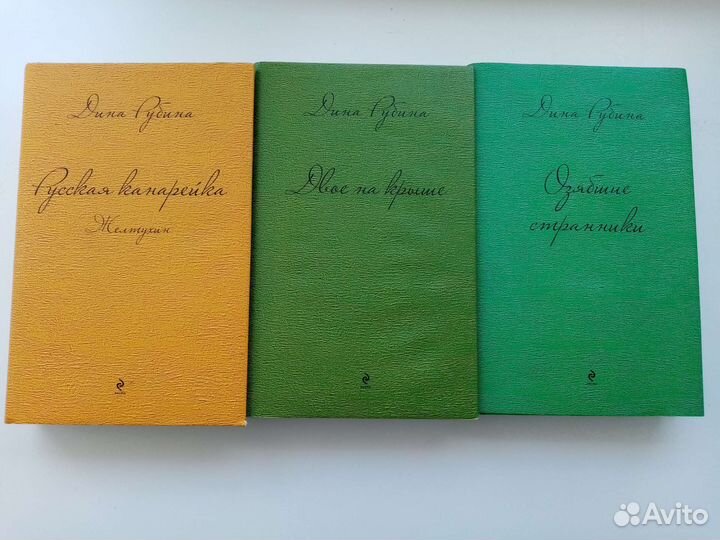 Дина Рубина
Русская канарейка
Желтухин
Дина Рубина
Двое на крыше
Дина Рубина
Озябшие
странники
Avito